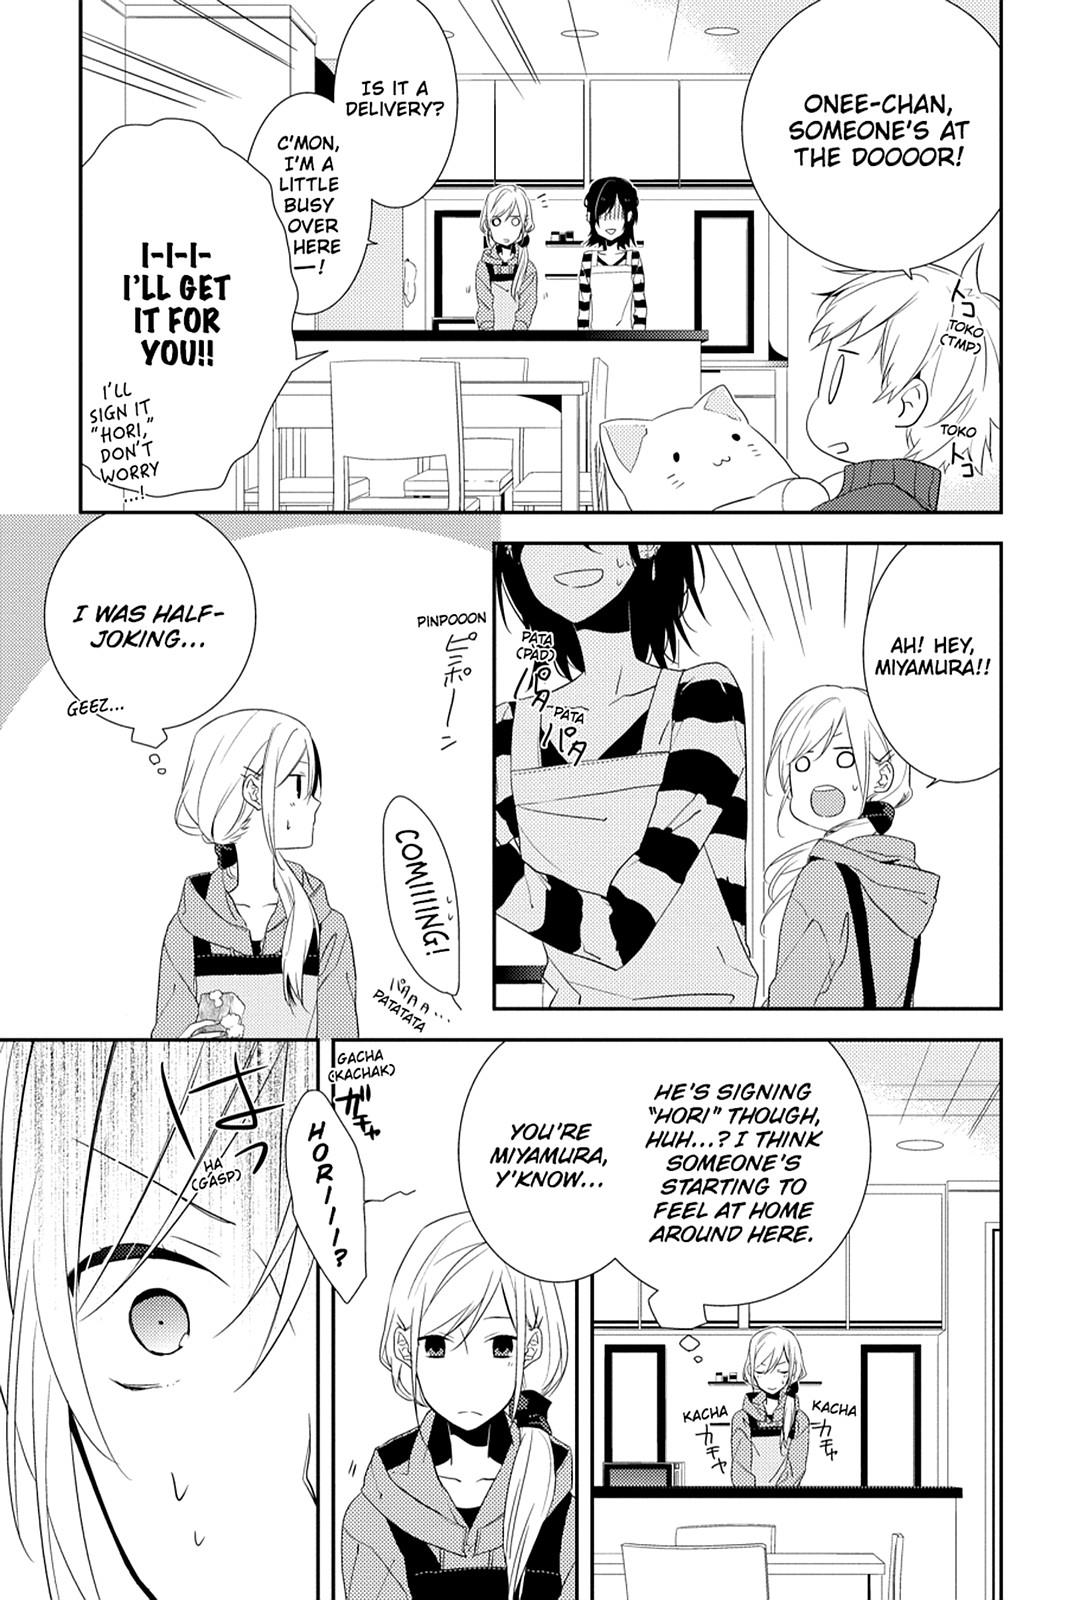 ONEE-CHAN,
SOMEONE'S AT
THE DOOOOR!
トコ
TOKO
(TMP)
TOKO
トコ
IS IT A
DELIVERY?
C'MON,
I'M A
LITTLE
BUSY
OVER
HERE
—!
I-I-I-
I'LL GET
IT FOR
YOU!!
I'LL
SIGN IT
"HORI,"
DON'T
WORRY
...!
AH! HEY,
MIYAMURA!!
PATA
(PAD)
パタ
PATA
パタ
PINPOOON
ピンポーン
I WAS HALF-
JOKING...
GEEZ...
COMIIIING!
パタタタ...
PATATATA
HE'S SIGNING
"HORI" THOUGH,
HUH...? I THINK
SOMEONE'S
STARTING TO
FEEL AT HOME
AROUND HERE.
YOU'RE
MIYAMURA,
Y'KNOW...
KACHA
カチャ
KACHA
カチャ
GACHA
(KACHAK)
ガチャ
HORIIII?
はっ
HA
(GASP)